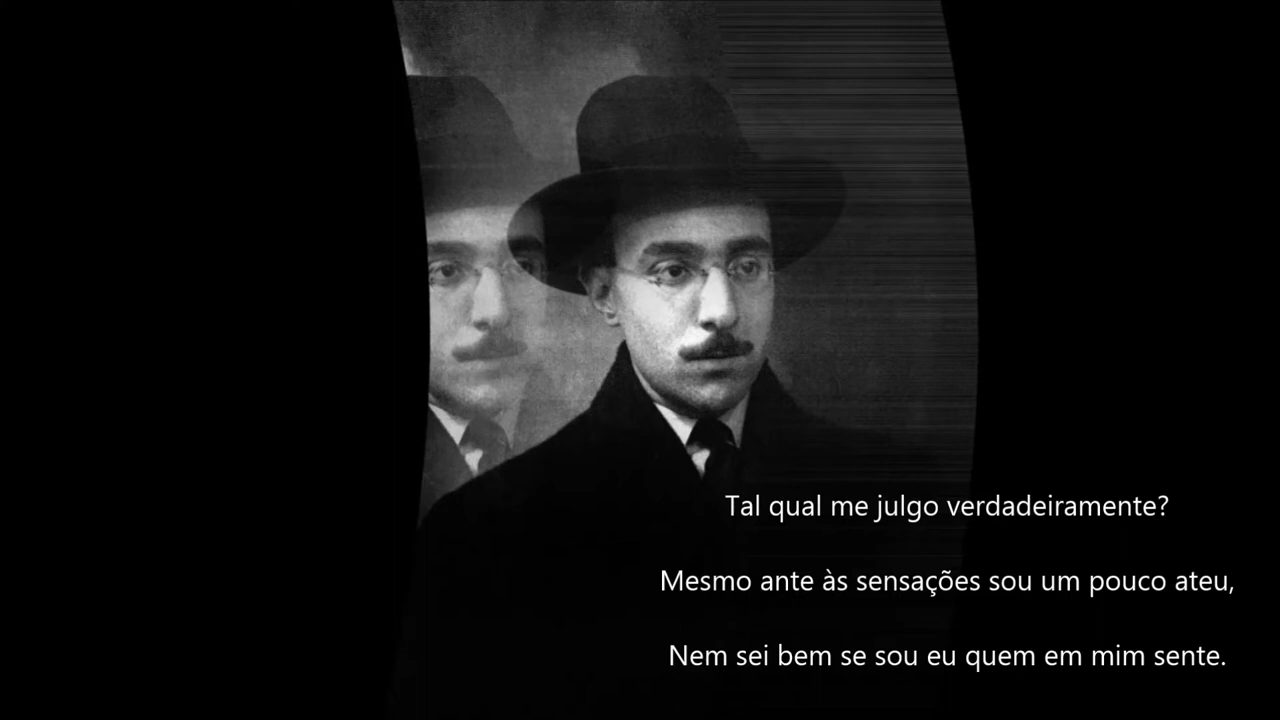 Tal qual me julgo verdadeiramente?
Mesmo ante às sensações sou um pouco ateu,
Nem sei bem se sou eu quem em mim sente.